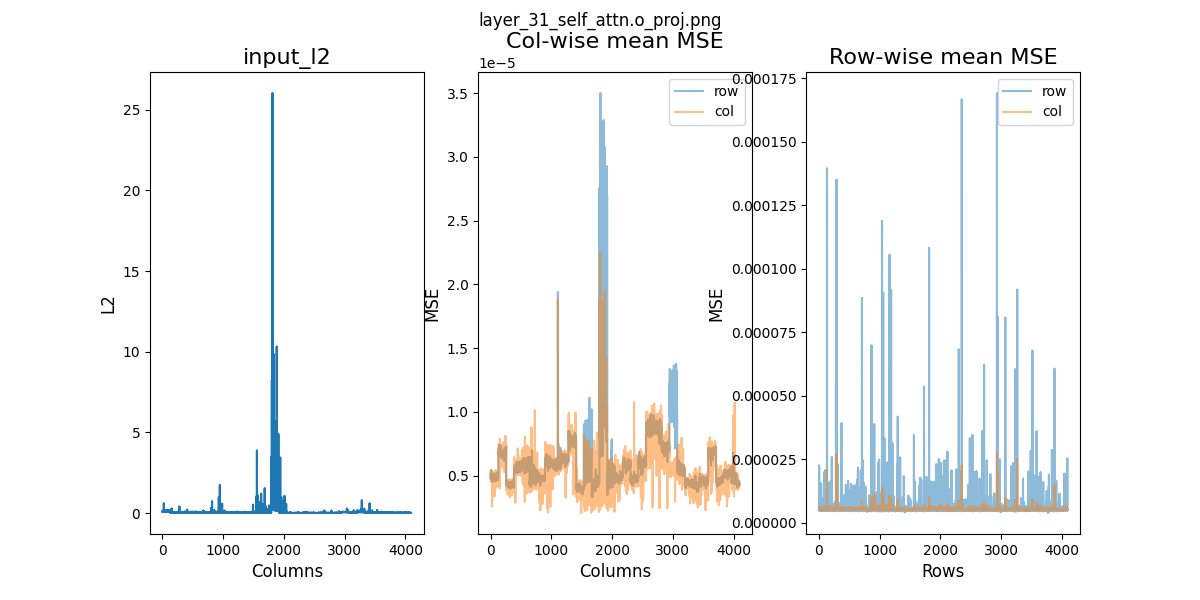 layer_31_self_attn.o_proj.png
input_l2
L2
25
20
15
10
5
0
0 1000 2000 3000 4000
Columns
Col-wise mean MSE
1e−5
MSE
3.5
3.0
2.5
2.0
1.5
1.0
0.5
row
col
0 1000 2000 3000 4000
Columns
Row-wise mean MSE
MSE
0.000175
0.000150
0.000125
0.000100
0.000075
0.000050
0.000025
0.000000
row
col
0 1000 2000 3000 4000
Rows